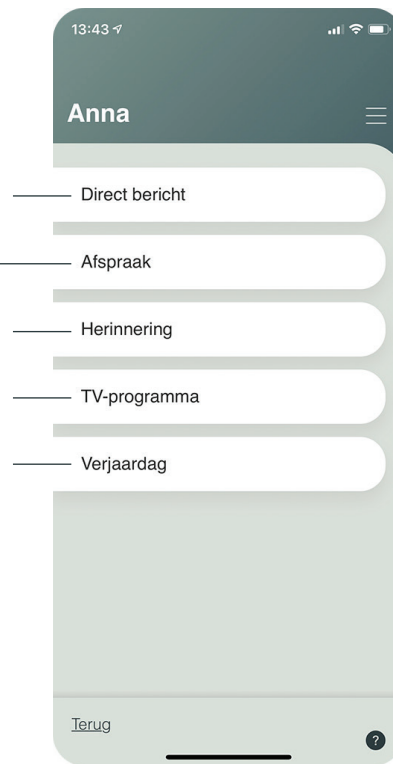 13:43
Anna
Direct bericht
Afspraak
Herinnering
TV-programma
Verjaardag
Terug
?